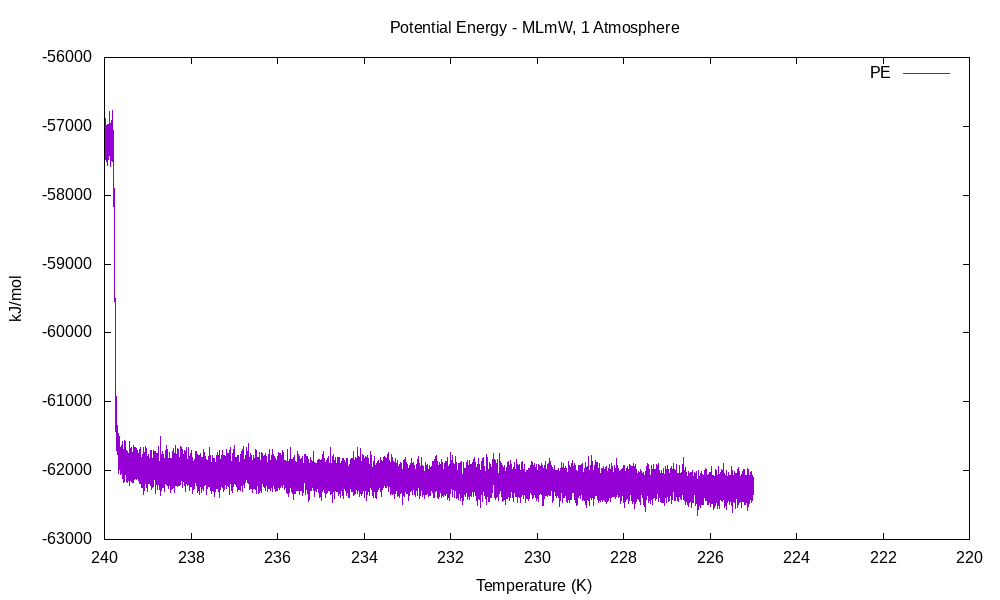 Potential Energy - MLmW, 1 Atmosphere
-56000
PE
-57000
-58000
-59000
kJ/mol
-60000
-61000
-62000
-63000
240 238 236 234 232 230 228 226 224 222 220
Temperature (K)